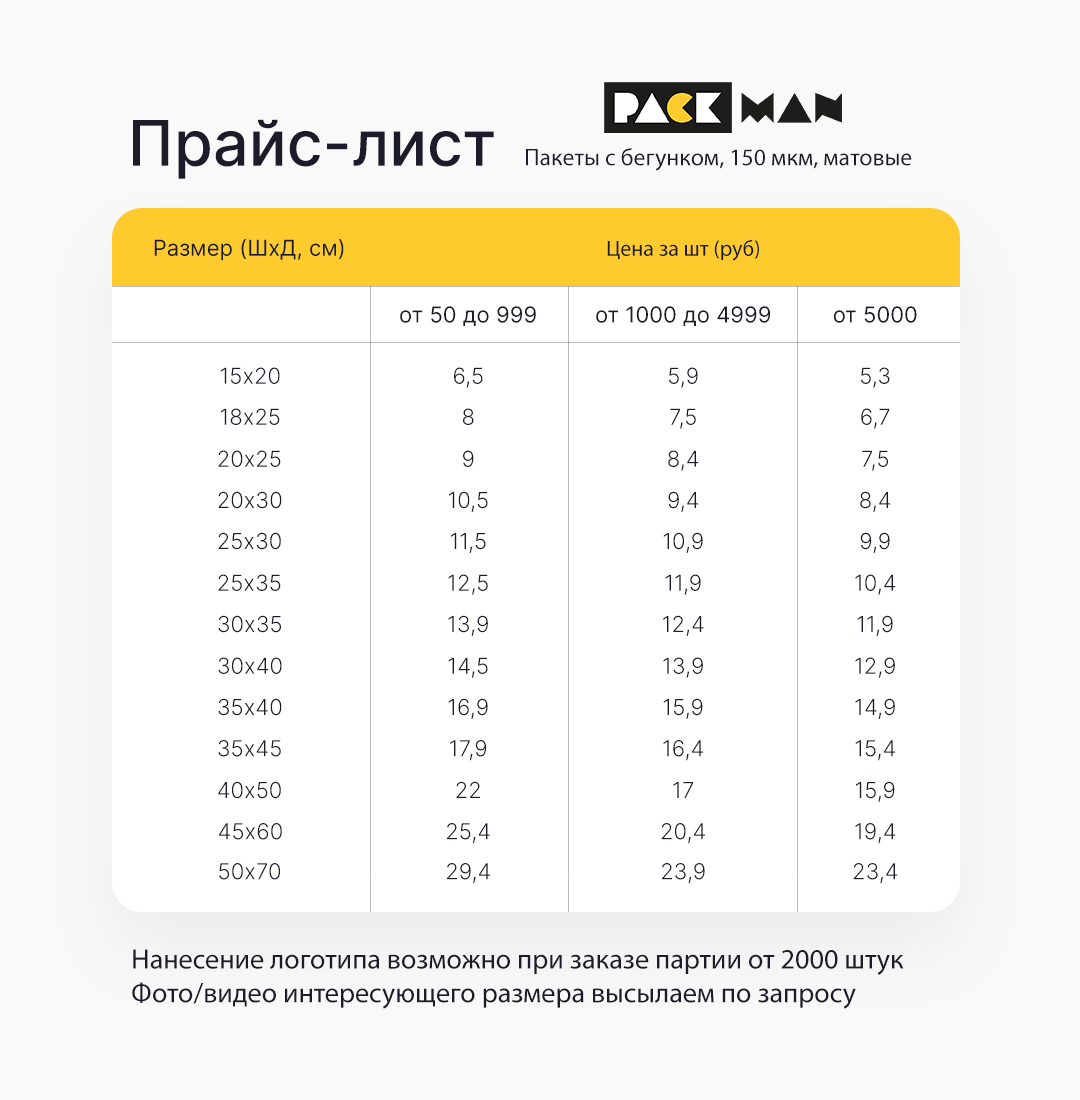 Прайс-лист
PACKMAN
Пакеты с бегунком, 150 мкм, матовые
Размер (ШхД, см) Цена за шт (руб)
от 50 до 999 от 1000 до 4999 от 5000
15x20 6,5 5,9 5,3
18x25 8 7,5 6,7
20x25 9 8,4 7,5
20x30 10,5 9,4 8,4
25x30 11,5 10,9 9,9
25x35 12,5 11,9 10,4
30x35 13,9 12,4 11,9
30x40 14,5 13,9 12,9
35x40 16,9 15,9 14,9
35x45 17,9 16,4 15,4
40x50 22 17 15,9
45x60 25,4 20,4 19,4
50x70 29,4 23,9 23,4
Нанесение логотипа возможно при заказе партии от 2000 штук
Фото/видео интересующего размера высылаем по запросу